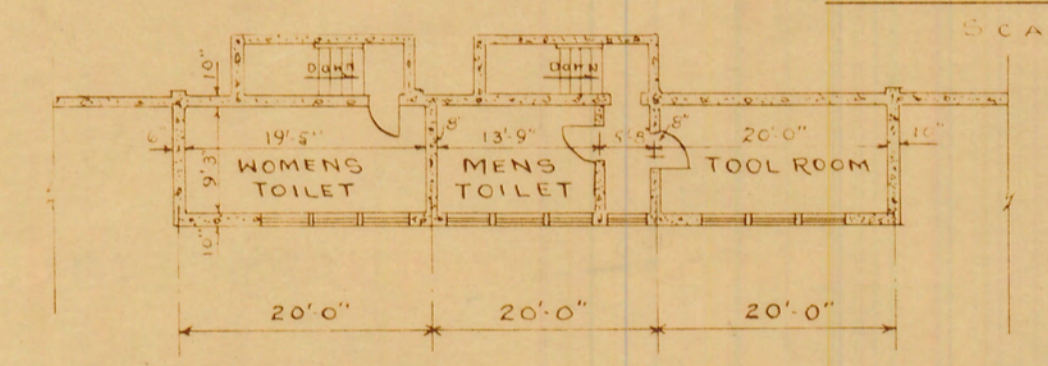 SCA
Down
Down
10"
8"
19'-5"
8"
13'-9"
5'-8"
8"
20'-0"
10"
9'3"
WOMENS
TOILET
MENS
TOILET
TOOL ROOM
10"
20'-0"
20'-0"
20'-0"